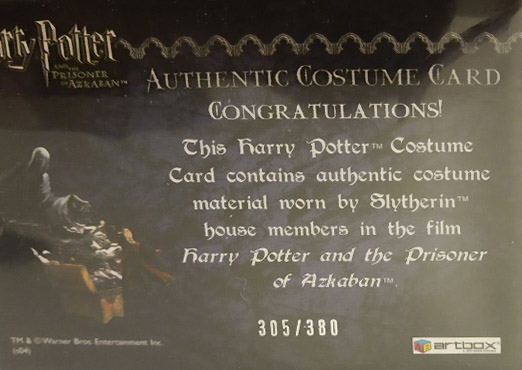 Harry Potter
AND THE
PRISONER
OF AZKABAN™
AUTHENTIC COSTUME CARD
CONGRATULATIONS!
This Harry Potter™ Costume
Card contains authentic costume
material worn by Slytherin™
house members in the film
Harry Potter and the Prisoner
of Azkaban™.
305/380
TM & © Warner Bros. Entertainment Inc.
(s04)
artbox™